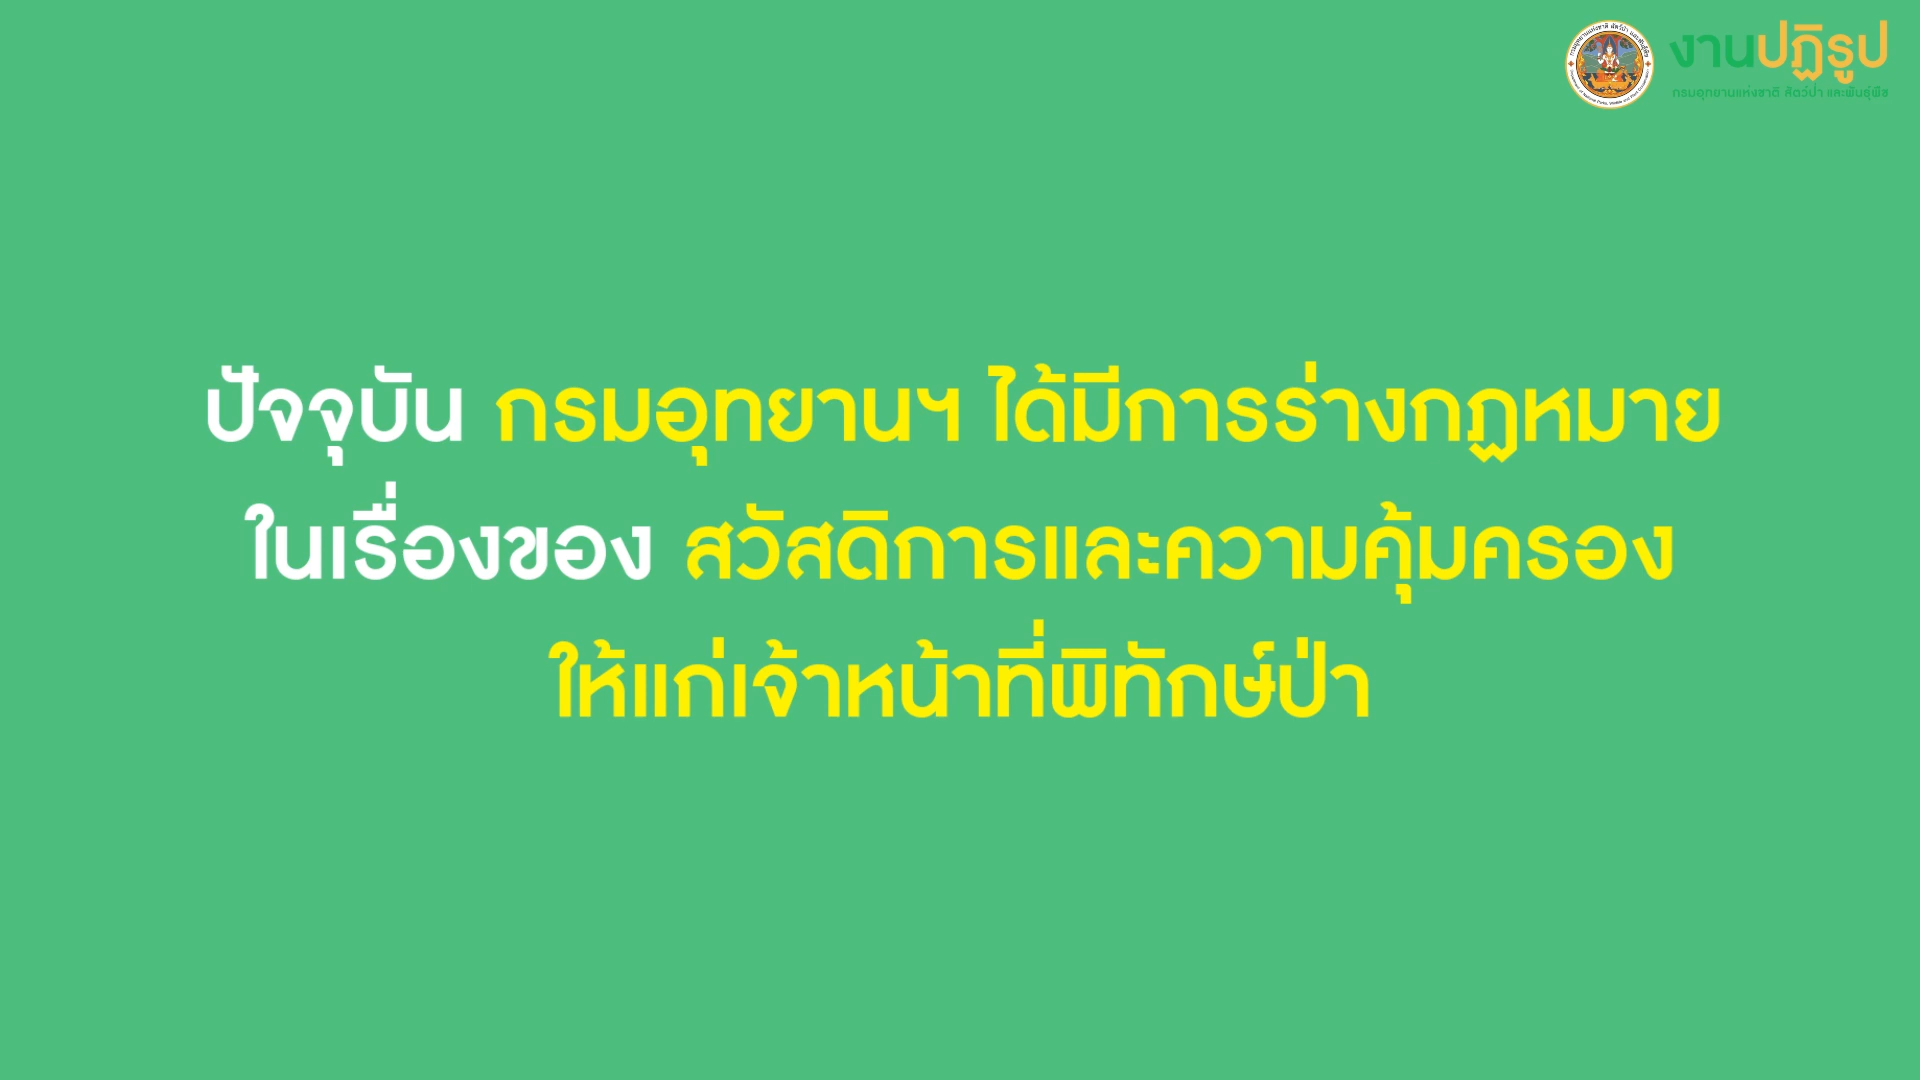 งานปฏิรูป
กรมอุทยานแห่งชาติ สัตว์ป่า และพันธุ์พืช
ปัจจุบัน กรมอุทยานฯ ได้มีการร่างกฏหมาย
ในเรื่องของ สวัสดิการและความคุ้มครอง
ให้แก่เจ้าหน้าที่พิทักษ์ป่า